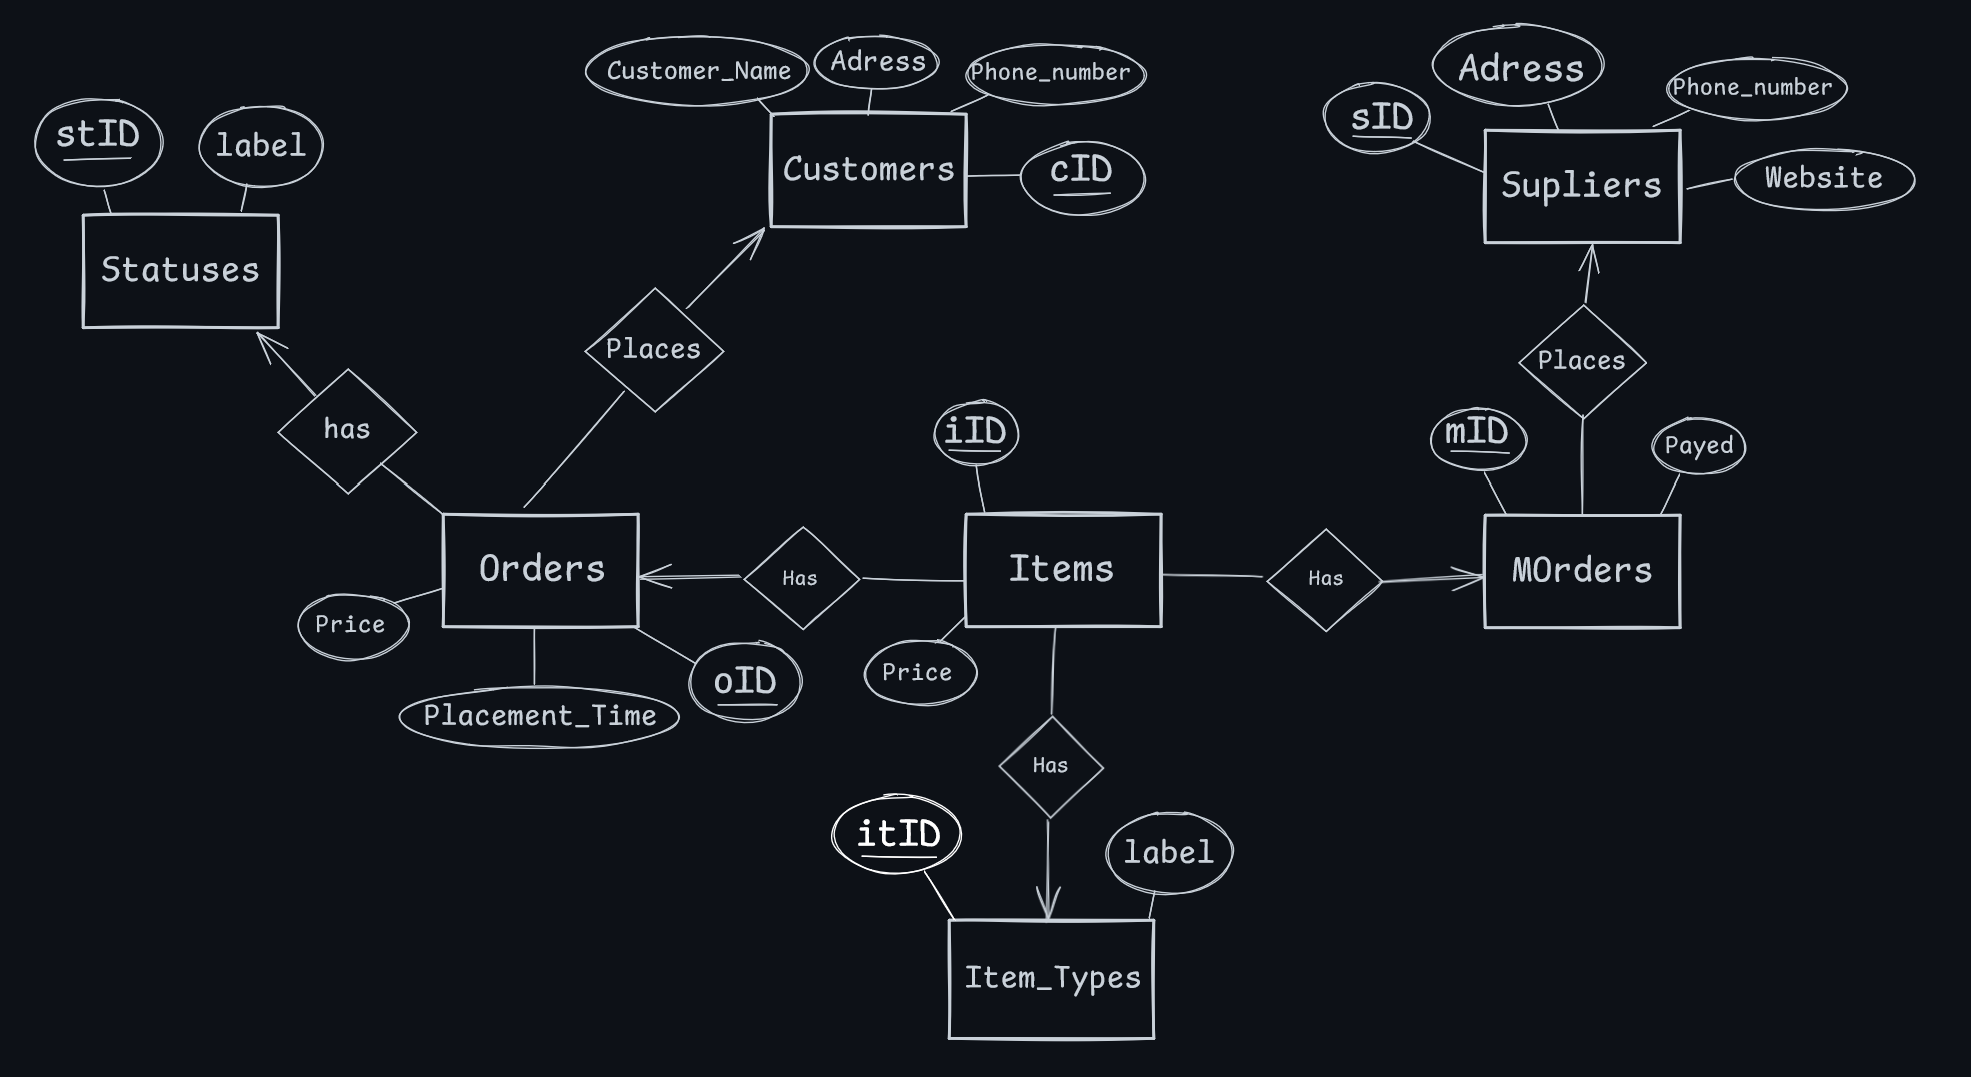 Customer_Name
Adress
Phone_number
Adress
Phone_number
sID
stID
label
Customers
cID
Supliers
Website
Statuses
Places
Places
has
iID
mID
Payed
Orders
Has
Items
Has
MOrders
Price
Price
oID
Placement_Time
Has
itID
label
Item_Types